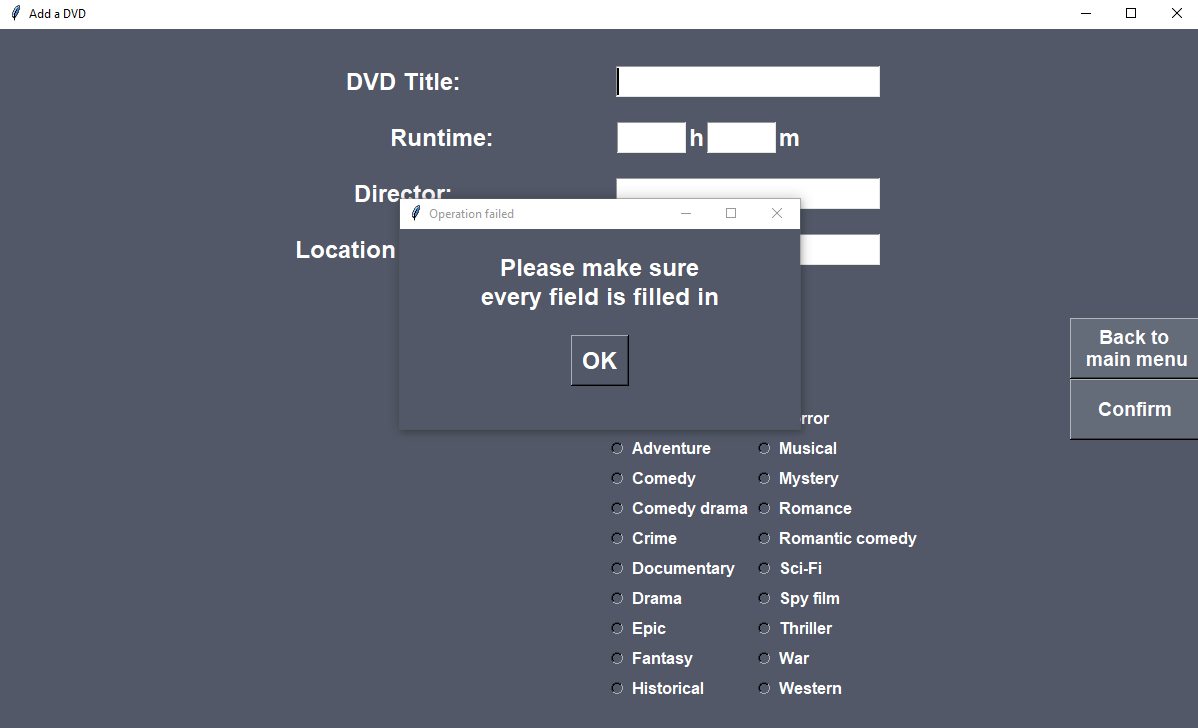 Add a DVD
DVD Title:
Runtime:
h
m
Director:
Operation failed
Location
Please make sure
every field is filled in
OK
Back to
main menu
Confirm
Adventure
Musical
Comedy
Mystery
Comedy drama
Romance
Crime
Romantic comedy
Documentary
Sci-Fi
Drama
Spy film
Epic
Thriller
Fantasy
War
Historical
Western